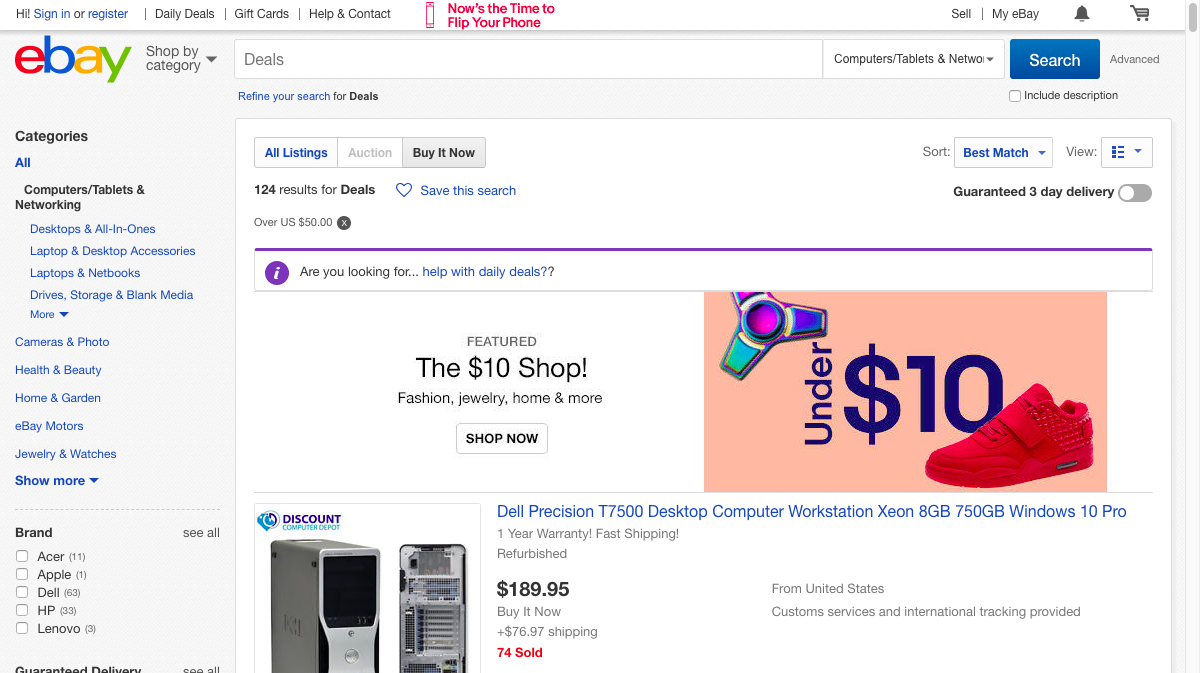 Hi! Sign in or register
Daily Deals
Gift Cards
Help & Contact
Now's the Time to
Flip Your Phone
Sell
My eBay
ebay
Shop by
category
Deals
Computers/Tablets & Netwo
Search
Advanced
Refine your search for Deals
Include description
Categories
All
Computers/Tablets &
Networking
Desktops & All-In-Ones
Laptop & Desktop Accessories
Laptops & Netbooks
Drives, Storage & Blank Media
More
Cameras & Photo
Health & Beauty
Home & Garden
eBay Motors
Jewelry & Watches
Show more
Brand
see all
Acer (11)
Apple (1)
Dell (63)
HP (33)
Lenovo (3)
Guaranteed Delivery
see all
All Listings
Auction
Buy It Now
Sort: Best Match
View:
124 results for Deals
Save this search
Guaranteed 3 day delivery
Over US $50.00 x
i
Are you looking for... help with daily deals??
FEATURED
The $10 Shop!
Fashion, jewelry, home & more
SHOP NOW
Under
$10
DISCOUNT
COMPUTER DEPOT
Dell Precision T7500 Desktop Computer Workstation Xeon 8GB 750GB Windows 10 Pro
1 Year Warranty! Fast Shipping!
Refurbished
$189.95
Buy It Now
+$76.97 shipping
74 Sold
From United States
Customs services and international tracking provided